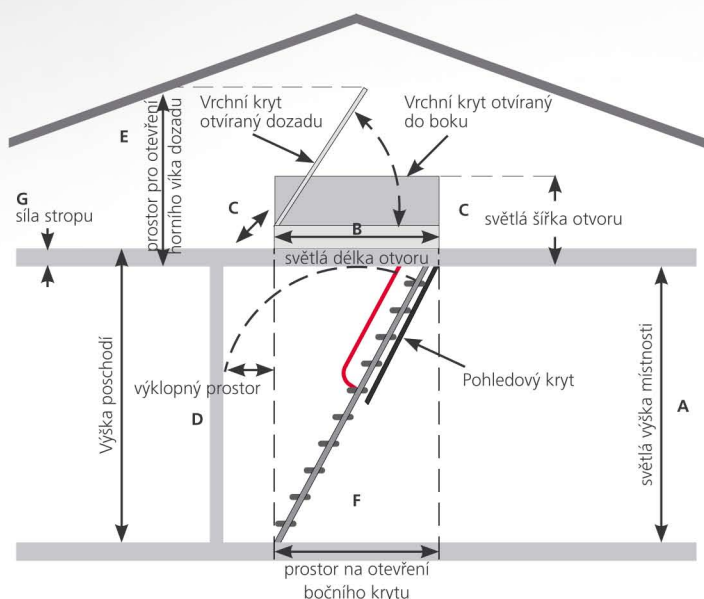 Vrchní kryt
otvíraný dozadu
Vrchní kryt otvíraný
do boku
E
prostor pro otevření
horního víka dozadu
G
síla stropu
C
B
C
světlá šířka otvoru
světlá délka otvoru
Výška poschodí
výklopný prostor
D
Pohledový kryt
světlá výška místnosti
A
F
prostor na otevření
bočního krytu